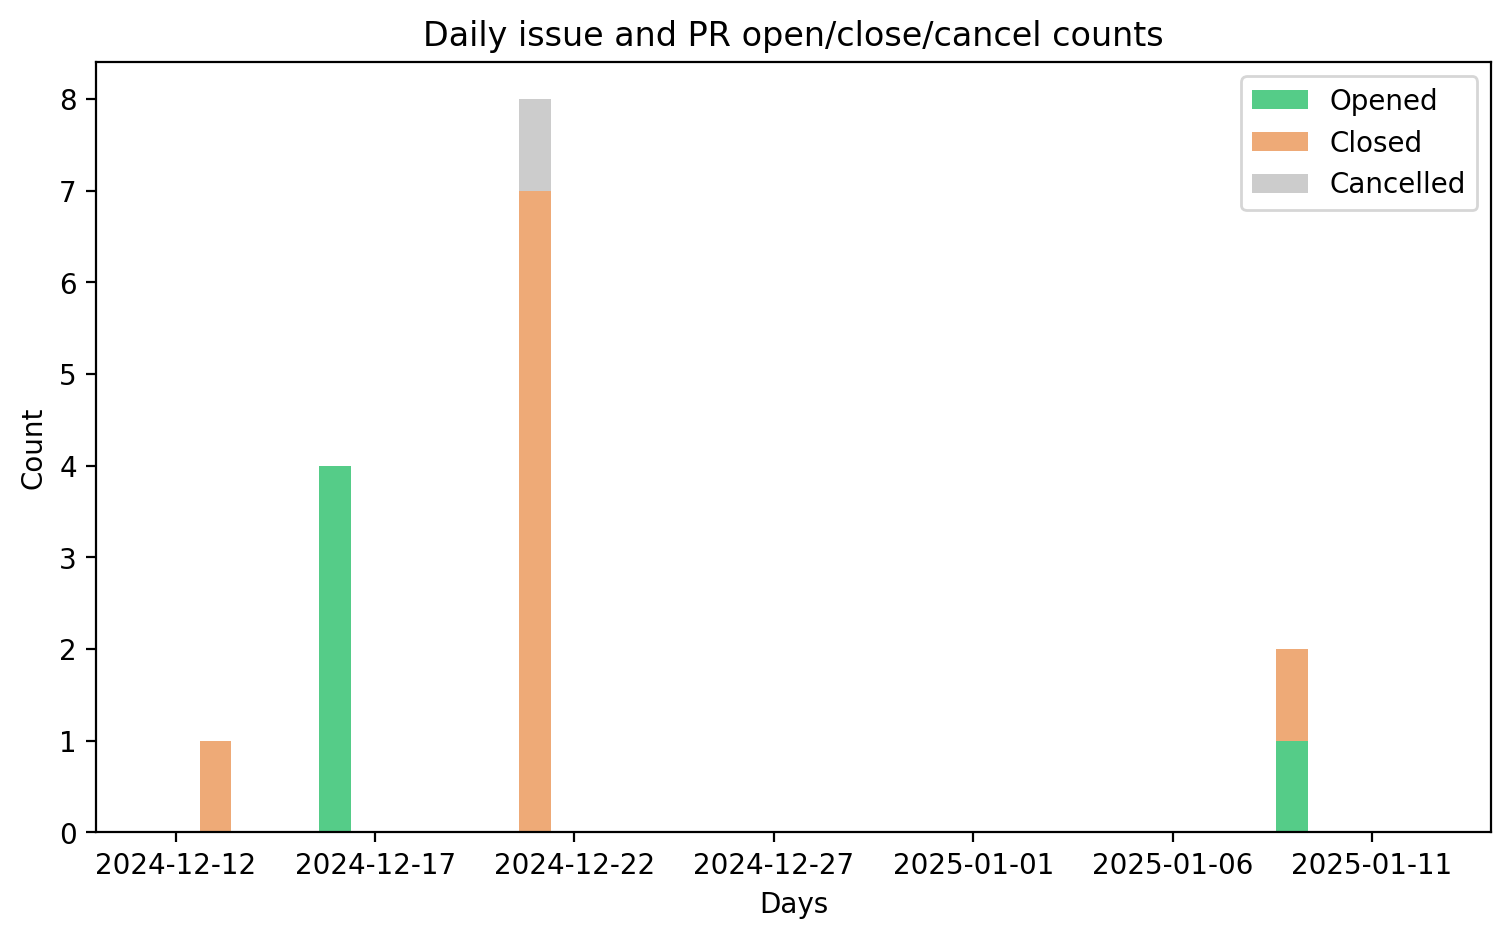 Daily issue and PR open/close/cancel counts
Opened
Closed
Cancelled
8
7
6
5
4
3
2
1
0
Count
2024-12-12
2024-12-17
2024-12-22
2024-12-27
2025-01-01
2025-01-06
2025-01-11
Days